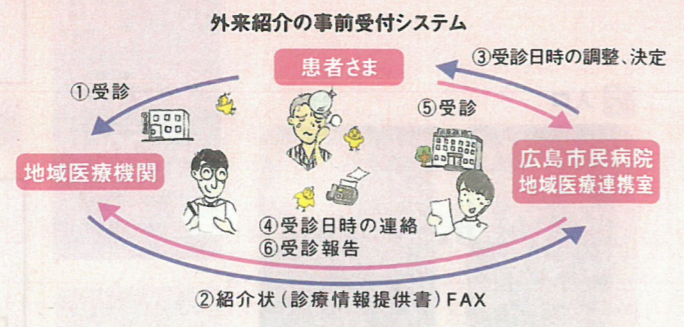 外来紹介の事前受付システム
患者さま
③受診日時の調整、決定
①受診
⑤受診
地域医療機関
広島市民病院
地域医療連携室
④受診日時の連絡
⑥受診報告
②紹介状(診療情報提供書)FAX